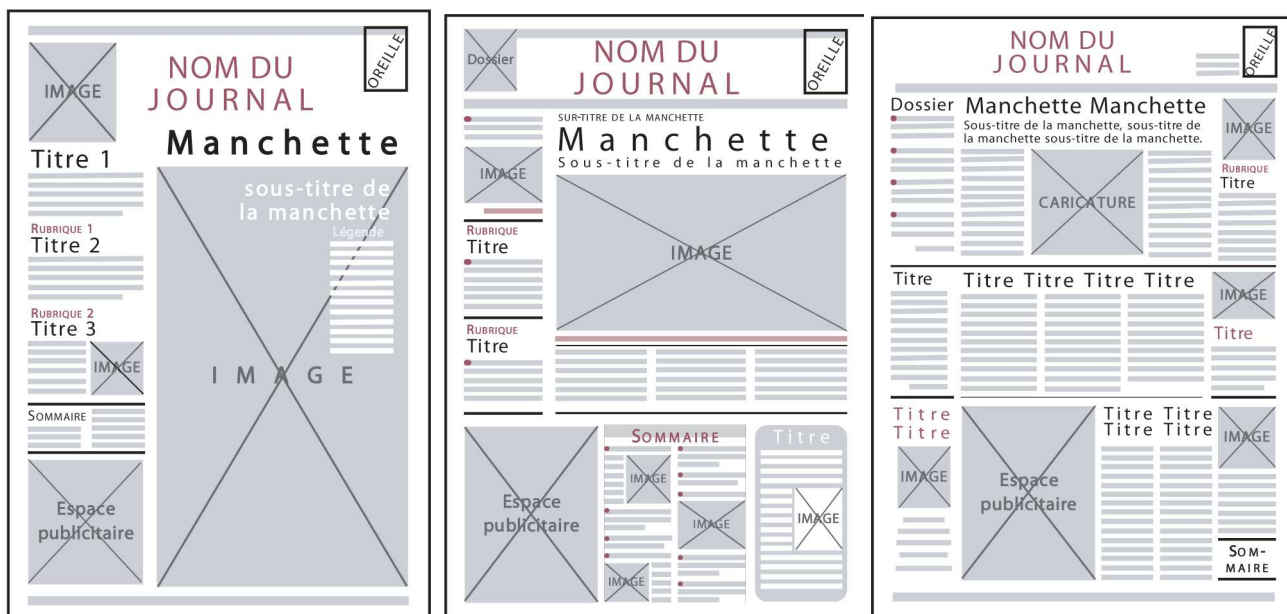 IMAGE
NOM DU
JOURNAL
OREILLE
Manchette
Titre 1
RUBRIQUE 1
Titre 2
RUBRIQUE 2
Titre 3
IMAGE
SOMMAIRE
Espace
publicitaire
sous-titre de
la manchette
Légende
IMAGE
Dossier
NOM DU
JOURNAL
OREILLE
IMAGE
RUBRIQUE
Titre
RUBRIQUE
Titre
SUR-TITRE DE LA MANCHETTE
Manchette
Sous-titre de la manchette
IMAGE
Espace
publicitaire
SOMMAIRE
IMAGE
IMAGE
IMAGE
Titre
IMAGE
NOM DU
JOURNAL
OREILLE
Dossier
Manchette Manchette
Sous-titre de la manchette, sous-titre de
la manchette sous-titre de la manchette.
CARICATURE
IMAGE
RUBRIQUE
Titre
Titre
Titre Titre Titre Titre
IMAGE
Titre
Titre
Titre
IMAGE
Espace
publicitaire
Titre Titre
Titre Titre
IMAGE
SOM-
MAIRE